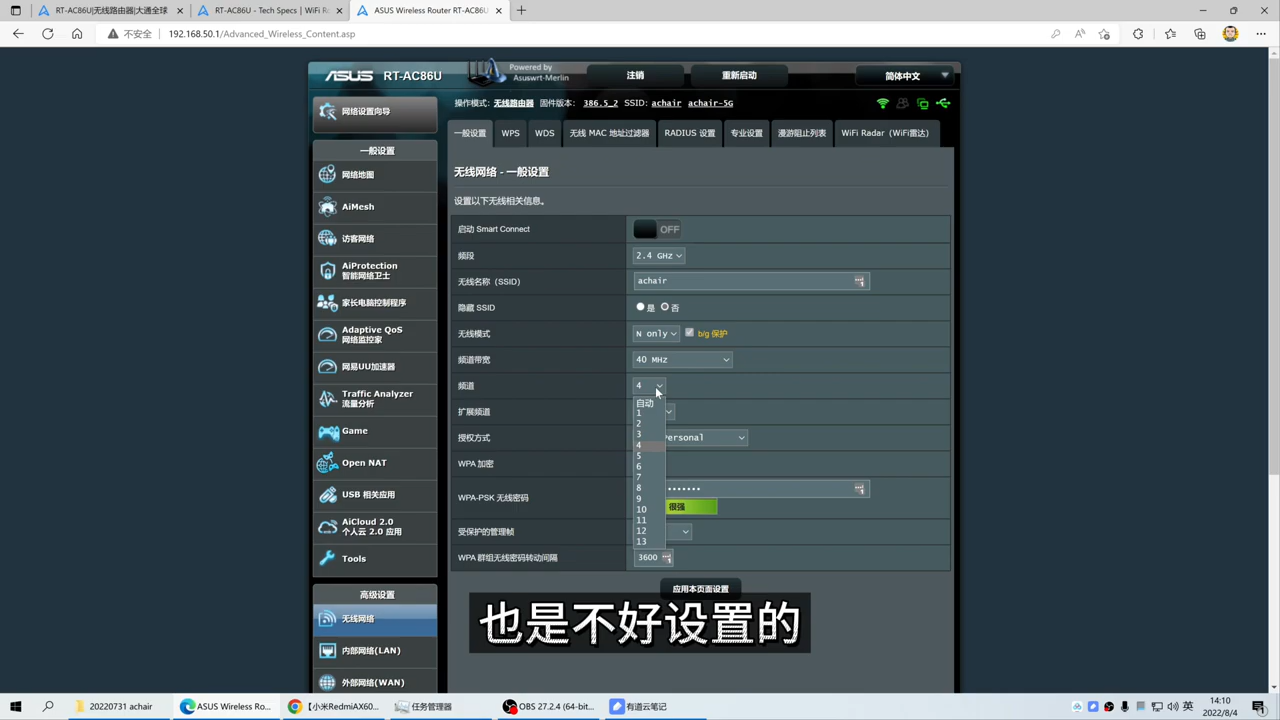 RT-AC86U|无线路由器|大通全球
RT-AC86U - Tech Specs | WiFi Ro
ASUS Wireless Router RT-AC86U
不安全
192.168.50.1/Advanced_Wireless_Content.asp
ASUS RT-AC86U
Powered by
Asuswrt-Merlin
注销
重新启动
简体中文
操作模式: 无线路由器 固件版本: 386.5_2 SSID: achair achair-5G
一般设置
WPS
WDS
无线 MAC 地址过滤器
RADIUS 设置
专业设置
漫游阻止列表
WiFi Radar (WiFi雷达)
网络设置向导
一般设置
网络地图
AiMesh
访客网络
AiProtection
智能网络卫士
家长电脑控制程序
Adaptive QoS
网络监控家
网易UU加速器
Traffic Analyzer
流量分析
Game
Open NAT
USB 相关应用
AiCloud 2.0
个人云 2.0 应用
Tools
高级设置
无线网络
内部网络(LAN)
外部网络(WAN)
无线网络 - 一般设置
设置以下无线相关信息。
启动 Smart Connect OFF
频段 2.4 GHz
无线名称（SSID） achair
隐藏 SSID 是 否
无线模式 N only b/g 保护
频道带宽 40 MHz
频道 4
自动
1
2
3
4
5
6
7
8
9
10
11
12
13
扩展频道
授权方式 ersonal
WPA 加密
WPA-PSK 无线密码
很强
受保护的管理帧
WPA 群组无线密码转动间隔 3600
应用本页面设置
也是不好设置的
20220731 achair
ASUS Wireless Ro...
【小米RedmiAX60...
任务管理器
OBS 27.2.4 (64-bit...
有道云笔记
英
14:10
2022/8/4